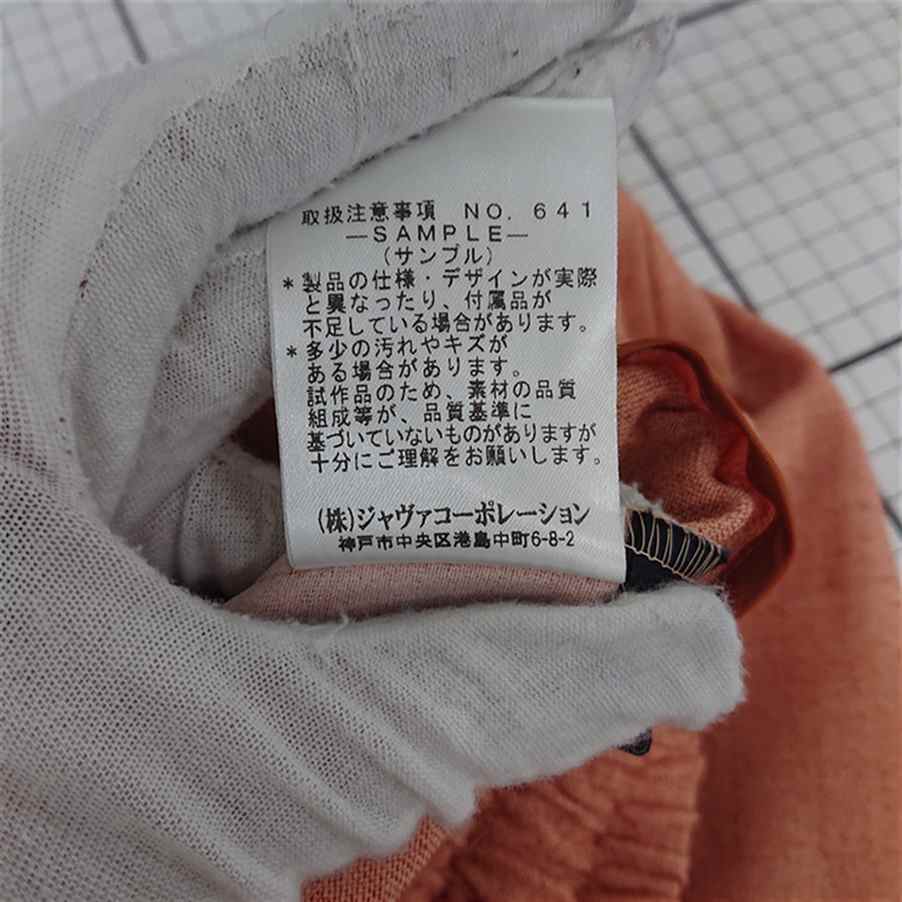 取扱注意事項 NO. 641
—SAMPLE—
(サンプル)
*製品の仕様・デザインが実際
と異なったり、付属品が
不足している場合があります。
*多少の汚れやキズが
ある場合があります。
試作品のため、素材の品質
組成等が、品質基準に
基づいていないものがありますが
十分にご理解をお願いします。
(株)ジャヴァコーポレーション
神戸市中央区港島中町6-8-2